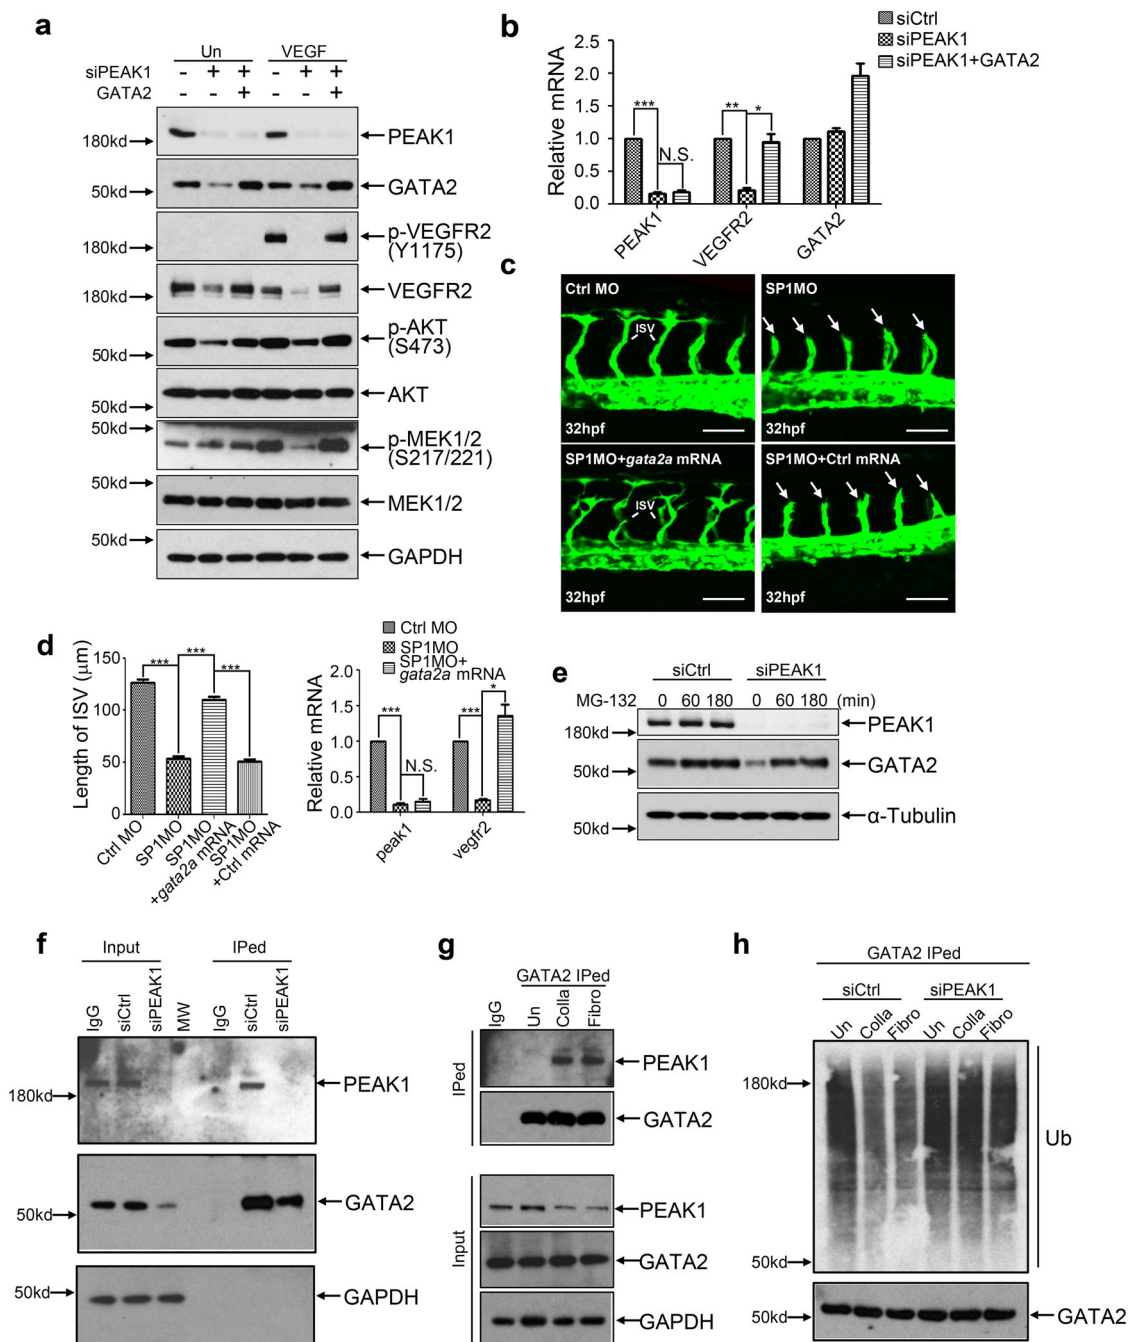 a
Un VEGF
siPEAK1 - + + - + +
GATA2 - - + - - +
180kd PEAK1
50kd GATA2
180kd p-VEGFR2
(Y1175)
180kd VEGFR2
50kd p-AKT
(S473)
50kd AKT
50kd p-MEK1/2
(S217/221)
50kd MEK1/2
50kd GAPDH
b
siCtrl
siPEAK1
siPEAK1+GATA2
Relative mRNA
2.5
2.0
1.5
1.0
0.5
0.0
*** ** *
N.S.
PEAK1 VEGFR2 GATA2
c
Ctrl MO SP1MO
ISV
32hpf 32hpf
SP1MO+gata2a mRNA SP1MO+Ctrl mRNA
ISV
32hpf 32hpf
d
Length of ISV (μm)
150
100
50
0
*** *** ***
Ctrl MO
SP1MO
SP1MO
+gata2a mRNA
SP1MO
+Ctrl mRNA
Ctrl MO
SP1MO
SP1MO+
gata2a mRNA
Relative mRNA
2.0
1.5
1.0
0.5
0.0
*** *** *
N.S.
peak1 vegfr2
e
siCtrl siPEAK1
MG-132 0 60 180 0 60 180 (min)
180kd PEAK1
50kd GATA2
50kd α-Tubulin
f
Input IPed
IgG siCtrl siPEAK1 MW IgG siCtrl siPEAK1
180kd PEAK1
50kd GATA2
50kd GAPDH
g
GATA2 IPed
IgG Un Colla Fibro
IPed
PEAK1
GATA2
Input
PEAK1
GATA2
GAPDH
h
GATA2 IPed
siCtrl siPEAK1
Un Colla Fibro Un Colla Fibro
180kd
Ub
50kd
50kd GATA2